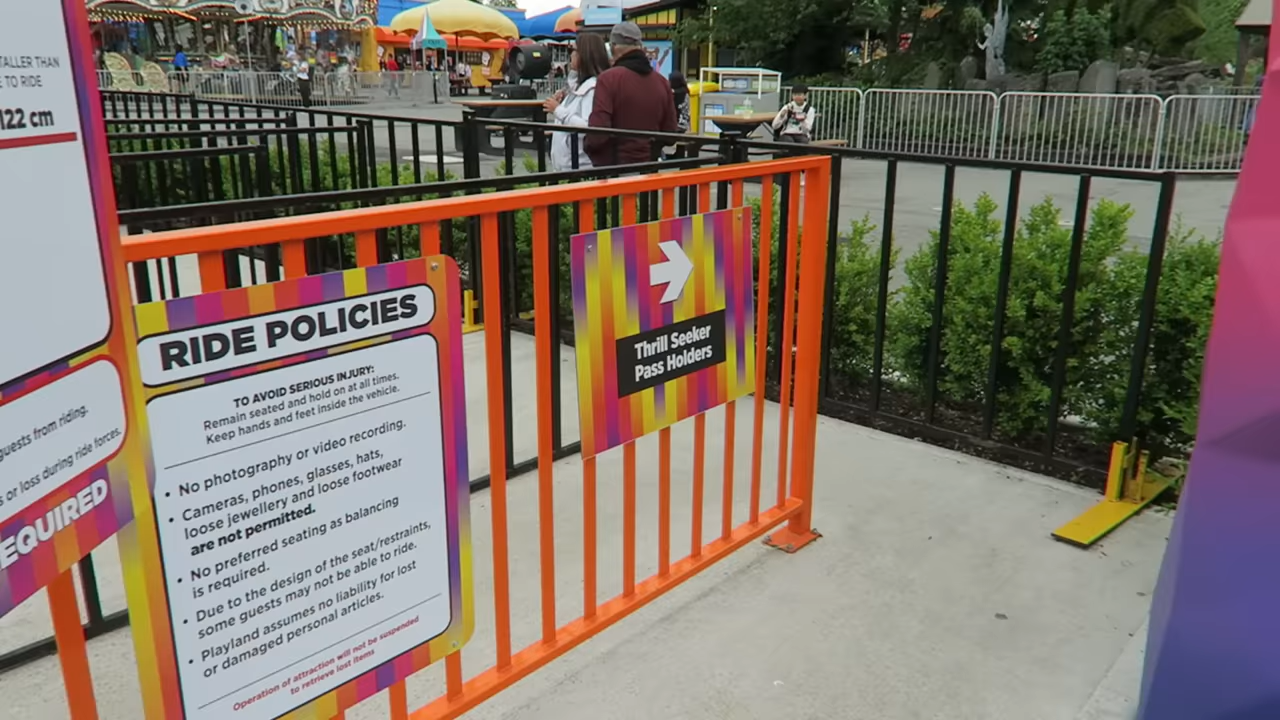 TALLER THAN
E TO RIDE
122 cm
guests from riding.
s or loss during ride forces.
EQUIRED
RIDE POLICIES
TO AVOID SERIOUS INJURY:
Remain seated and hold on at all times.
Keep hands and feet inside the vehicle.
• No photography or video recording.
• Cameras, phones, glasses, hats,
loose jewellery and loose footwear
are not permitted.
• No preferred seating as balancing
is required.
• Due to the design of the seat/restraints,
some guests may not be able to ride.
• Playland assumes no liability for lost
or damaged personal articles.
Operation of attraction will not be suspended
to retrieve lost items
Thrill Seeker
Pass Holders